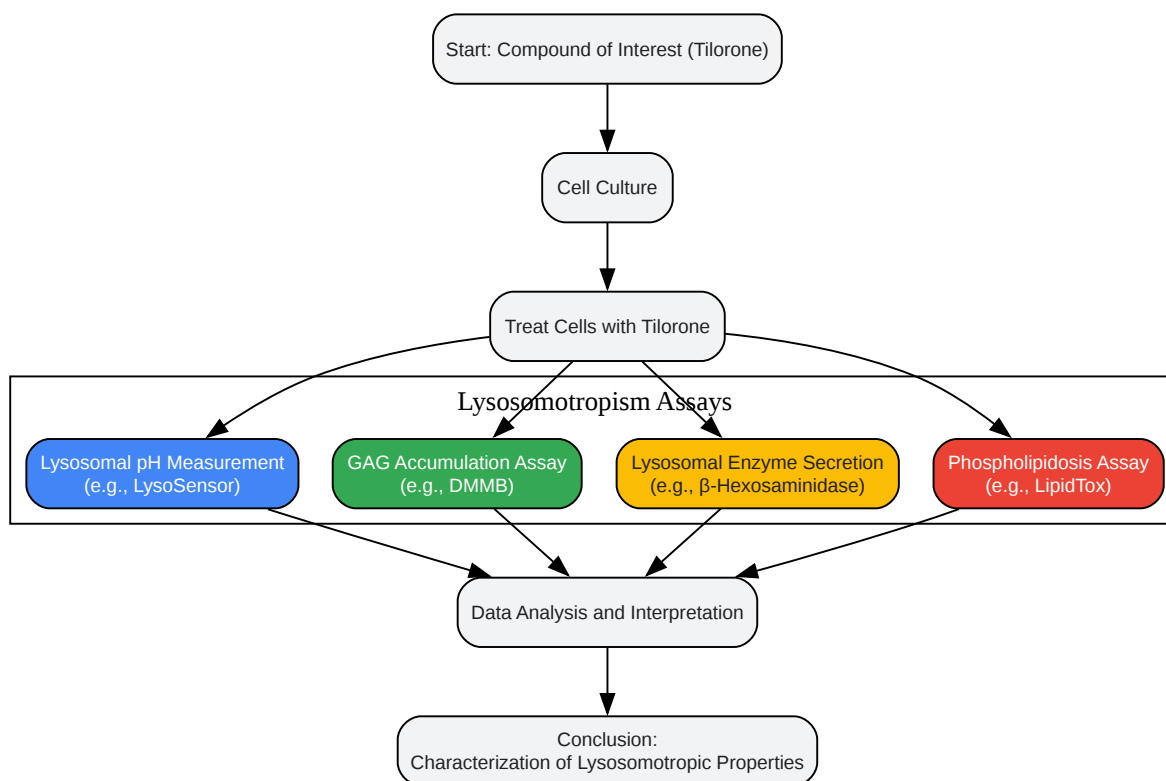 Start: Compound of Interest (Tilorone)
Cell Culture
Treat Cells with Tilorone
Lysosomotropism Assays
Lysosomal pH Measurement
(e.g., LysoSensor)
GAG Accumulation Assay
(e.g., DMMB)
Lysosomal Enzyme Secretion
(e.g., β-Hexosaminidase)
Phospholipidosis Assay
(e.g., LipidTox)
Data Analysis and Interpretation
Conclusion:
Characterization of Lysosomotropic Properties